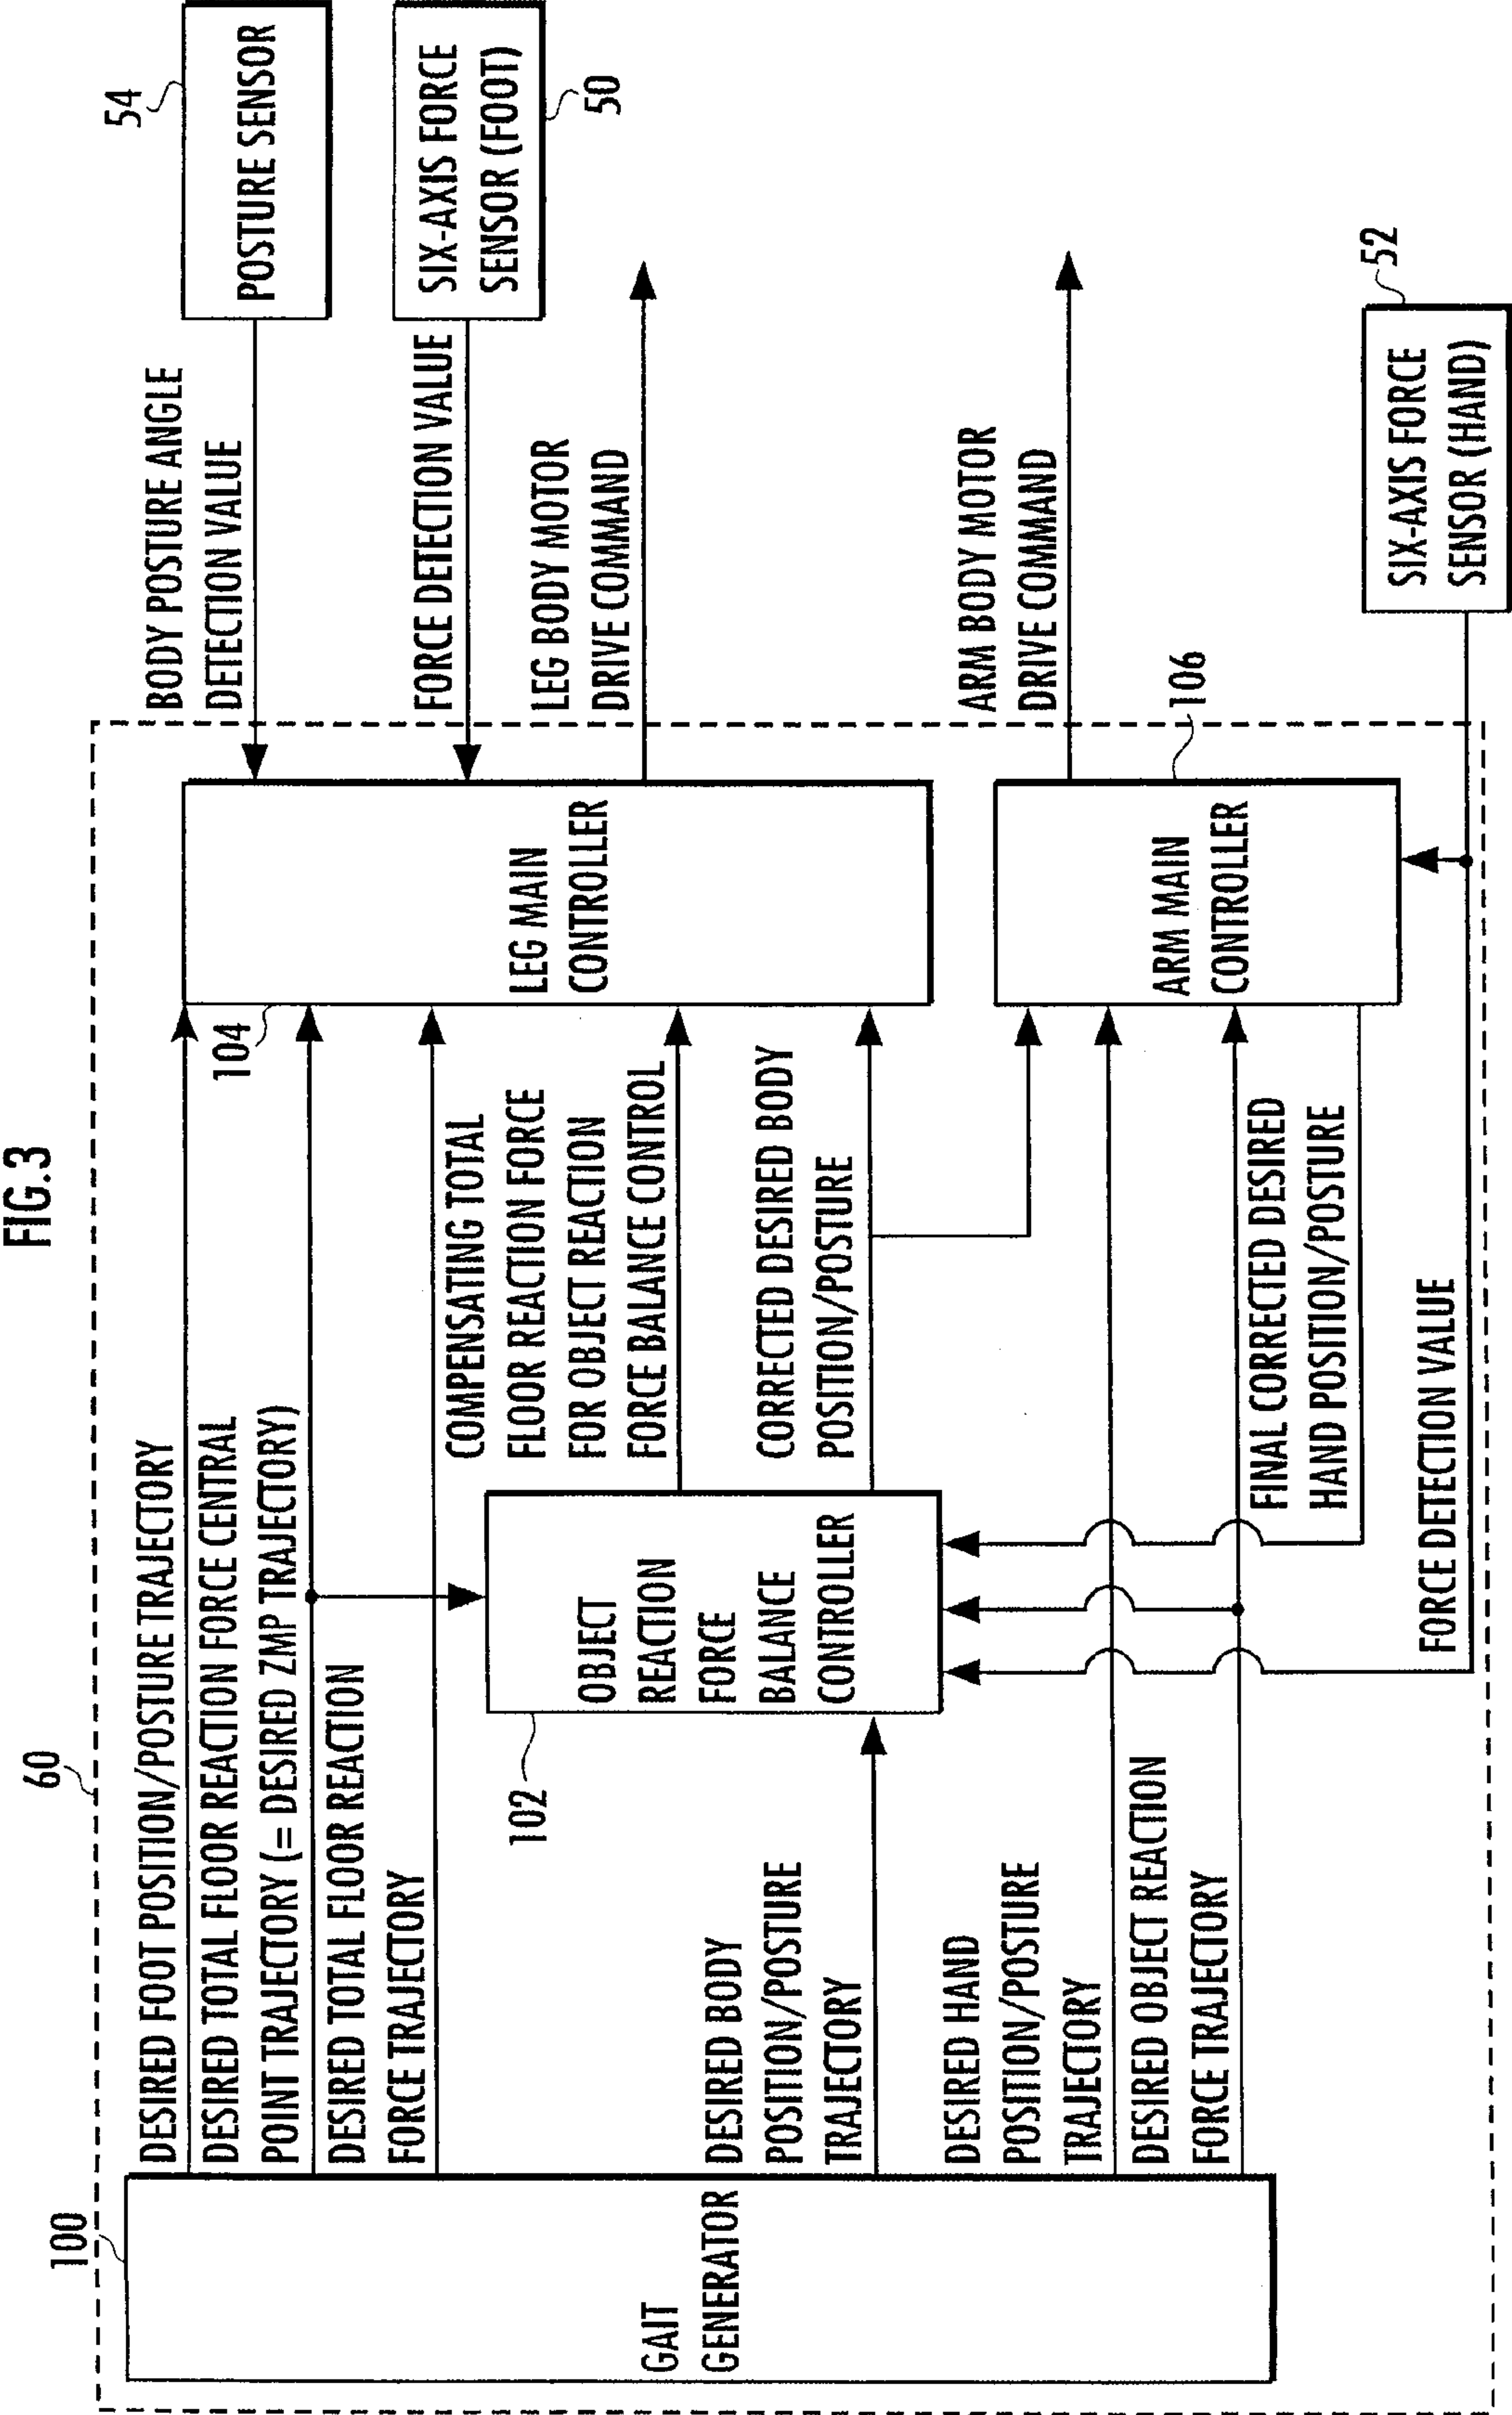 FIG.3
60
100
GAIT
GENERATOR
DESIRED FOOT POSITION/POSTURE TRAJECTORY
DESIRED TOTAL FLOOR REACTION FORCE CENTRAL
POINT TRAJECTORY (= DESIRED ZMP TRAJECTORY)
DESIRED TOTAL FLOOR REACTION
FORCE TRAJECTORY
DESIRED BODY
POSITION/POSTURE
TRAJECTORY
DESIRED HAND
POSITION/POSTURE
TRAJECTORY
DESIRED OBJECT REACTION
FORCE TRAJECTORY
102
OBJECT
REACTION
FORCE
BALANCE
CONTROLLER
COMPENSATING TOTAL
FLOOR REACTION FORCE
FOR OBJECT REACTION
FORCE BALANCE CONTROL
CORRECTED DESIRED BODY
POSITION/POSTURE
FINAL CORRECTED DESIRED
HAND POSITION/POSTURE
FORCE DETECTION VALUE
104
LEG MAIN
CONTROLLER
106
ARM MAIN
CONTROLLER
BODY POSTURE ANGLE
DETECTION VALUE
FORCE DETECTION VALUE
LEG BODY MOTOR
DRIVE COMMAND
ARM BODY MOTOR
DRIVE COMMAND
54
POSTURE SENSOR
SIX-AXIS FORCE
SENSOR (FOOT)
50
52
SIX-AXIS FORCE
SENSOR (HAND)